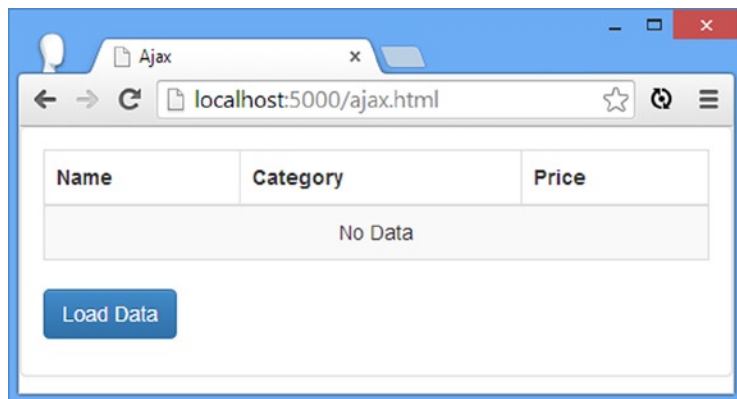 Ajax
localhost:5000/ajax.html
Name Category Price
No Data
Load Data